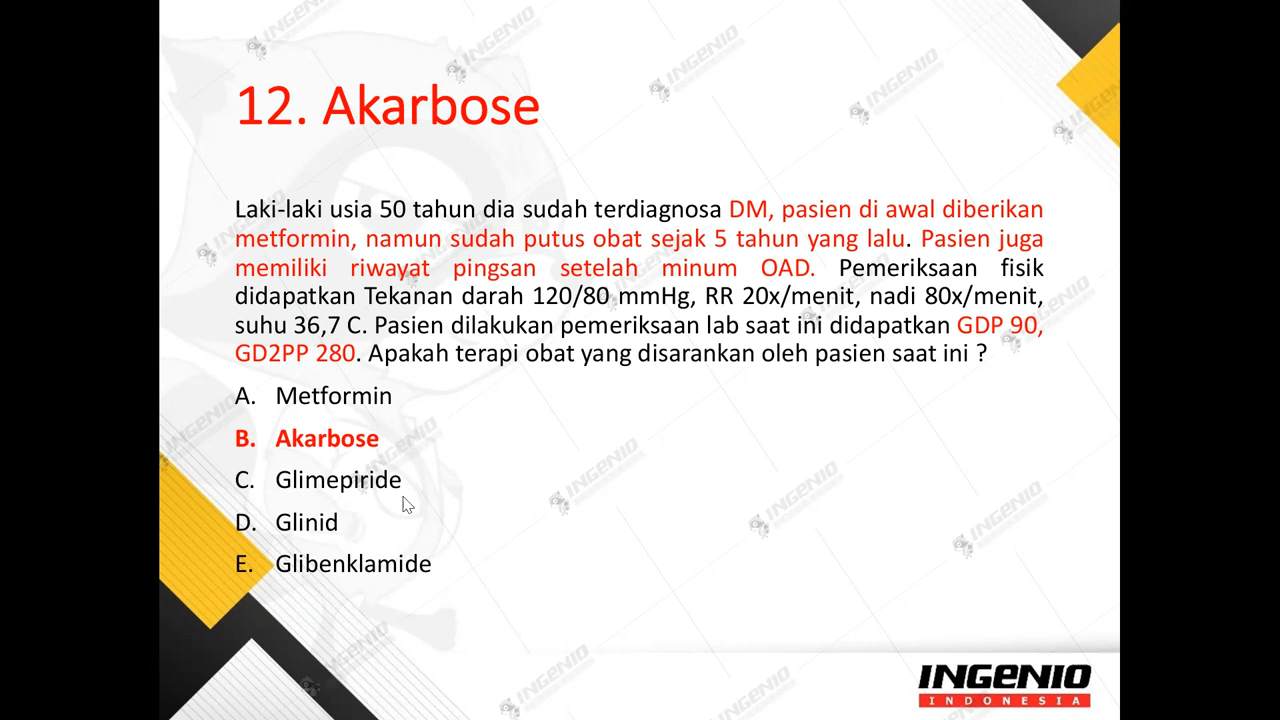 12. Akarbose
Laki-laki usia 50 tahun dia sudah terdiagnosa DM, pasien di awal diberikan
metformin, namun sudah putus obat sejak 5 tahun yang lalu. Pasien juga
memiliki riwayat pingsan setelah minum OAD. Pemeriksaan fisik
didapatkan Tekanan darah 120/80 mmHg, RR 20x/menit, nadi 80x/menit,
suhu 36,7 C. Pasien dilakukan pemeriksaan lab saat ini didapatkan GDP 90,
GD2PP 280. Apakah terapi obat yang disarankan oleh pasien saat ini ?
A. Metformin
B. Akarbose
C. Glimepiride
D. Glinid
E. Glibenklamide
INGENIO
INDONESIA